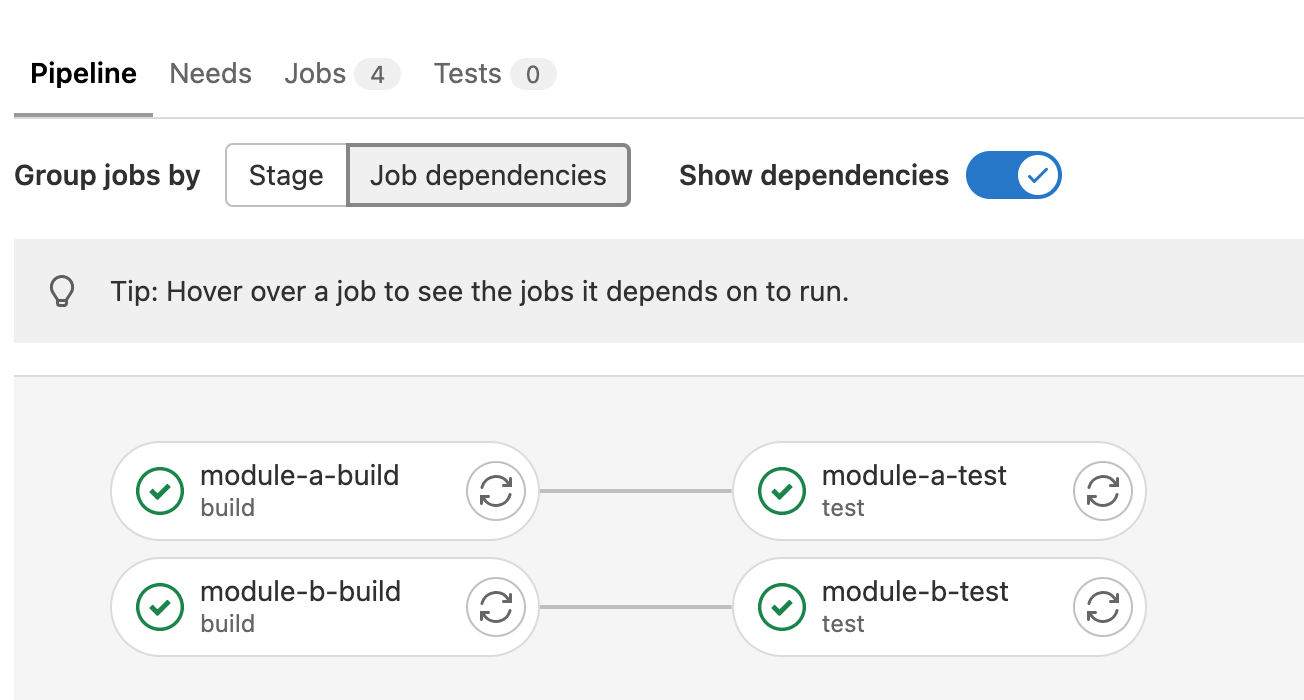 Pipeline Needs Jobs 4 Tests 0
Group jobs by Stage Job dependencies Show dependencies
Tip: Hover over a job to see the jobs it depends on to run.
module-a-build module-a-test
build test
module-b-build module-b-test
build test